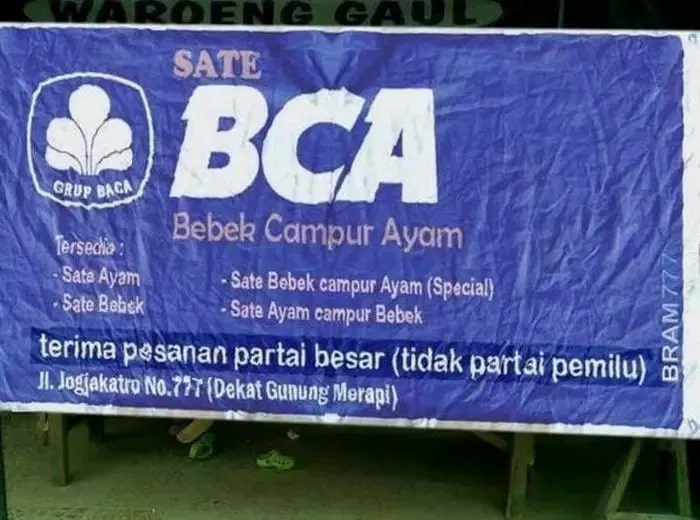 WAROENG GAUL
SATE
BCA
GRUP BACA
Bebek Campur Ayam
Tersedia :
- Sate Ayam
- Sate Bebek
- Sate Bebek campur Ayam (Special)
- Sate Ayam campur Bebek
terima pesanan partai besar (tidak partai pemilu)
Jl. Jogjakatro No.777 (Dekat Gunung Merapi)
BRAM777